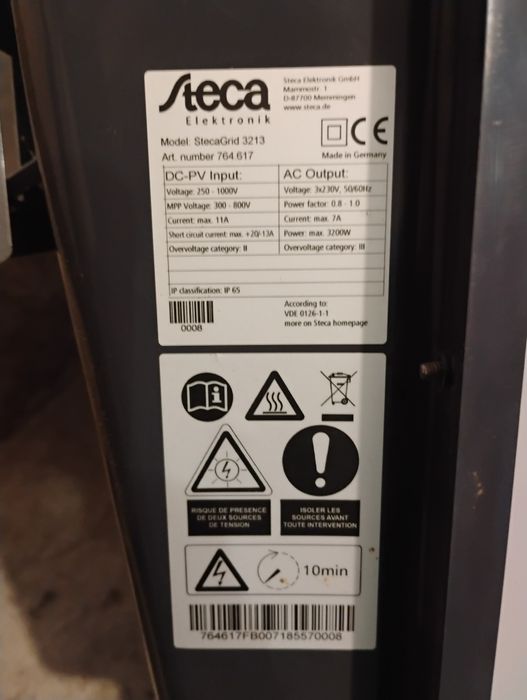 Steca
Elektronik
Steca Elektronik GmbH
Mammostr. 1
D-87700 Memmingen
www.steca.de
CE
Model: StecaGrid 3213
Art. number 764.617
Made in Germany
DC-PV Input:
Voltage: 250 - 1000V
MPP Voltage: 300 - 800V
Current: max. 11A
Short circuit current: max. +20/-13A
Overvoltage category: II
AC Output:
Voltage: 3x230V, 50/60Hz
Power factor: 0.8 - 1.0
Current: max. 7A
Power: max. 3200W
Overvoltage category: III
IP classification: IP 65
0008
According to:
VDE 0126-1-1
more on Steca homepage
RISQUE DE PRESENCE
DE DEUX SOURCES
DE TENSION
ISOLER LES
SOURCES AVANT
TOUTE INTERVENTION
10min
764617FB007185570008